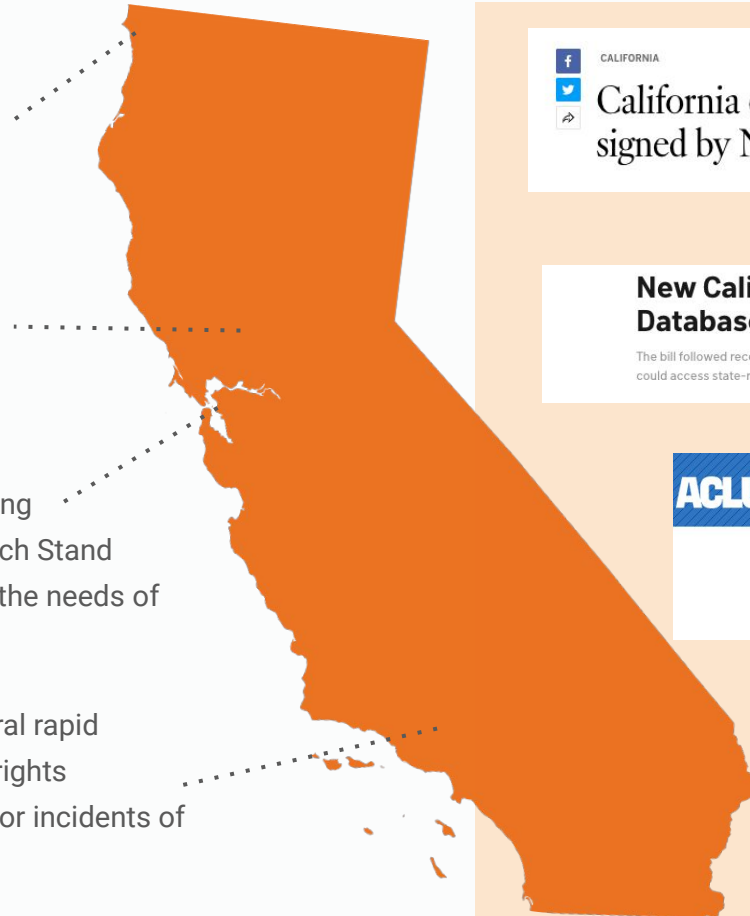 CALIFORNIA
California
signed by N
New Cali
Databas
The bill followed rec
could access state-r
ACLU
ng
ch Stand
the needs of
ral rapid
rights
or incidents of